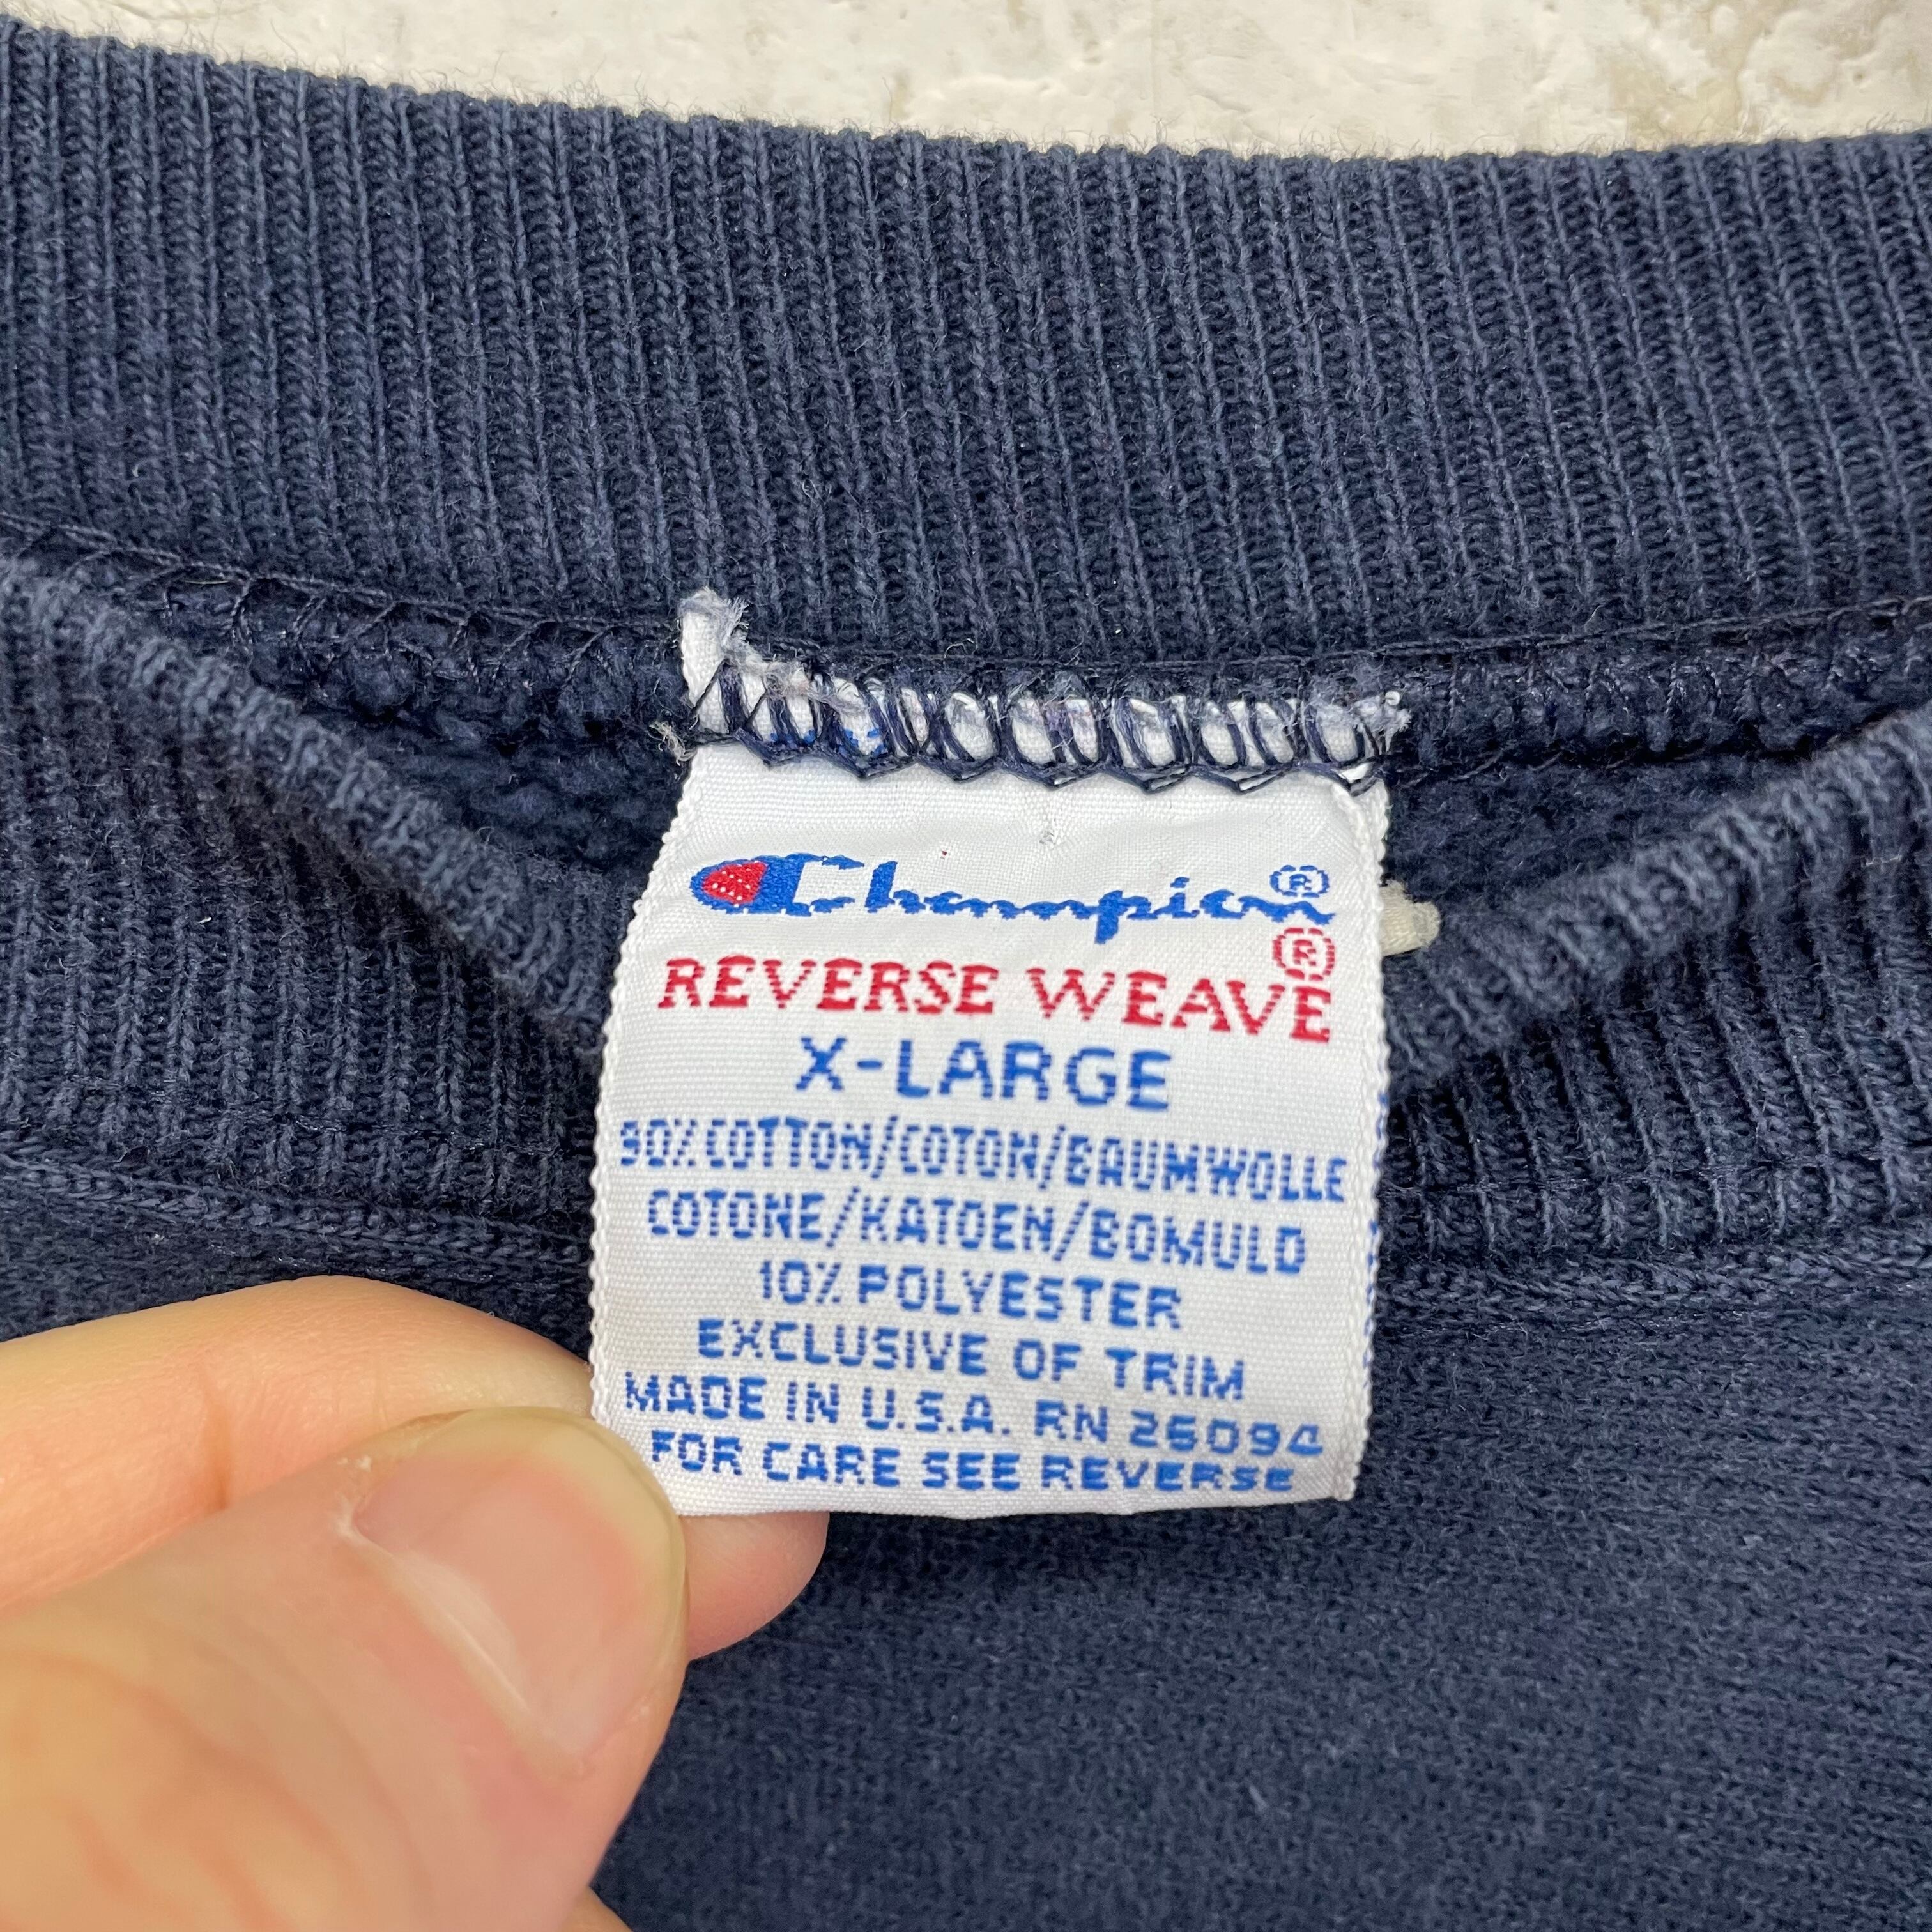 Champion®
REVERSE WEAVE®
X-LARGE
90% COTTON/COTON/BAUMWOLLE
COTONE/KATOEN/BOMULD
10% POLYESTER
EXCLUSIVE OF TRIM
MADE IN U.S.A. RN 26094
FOR CARE SEE REVERSE